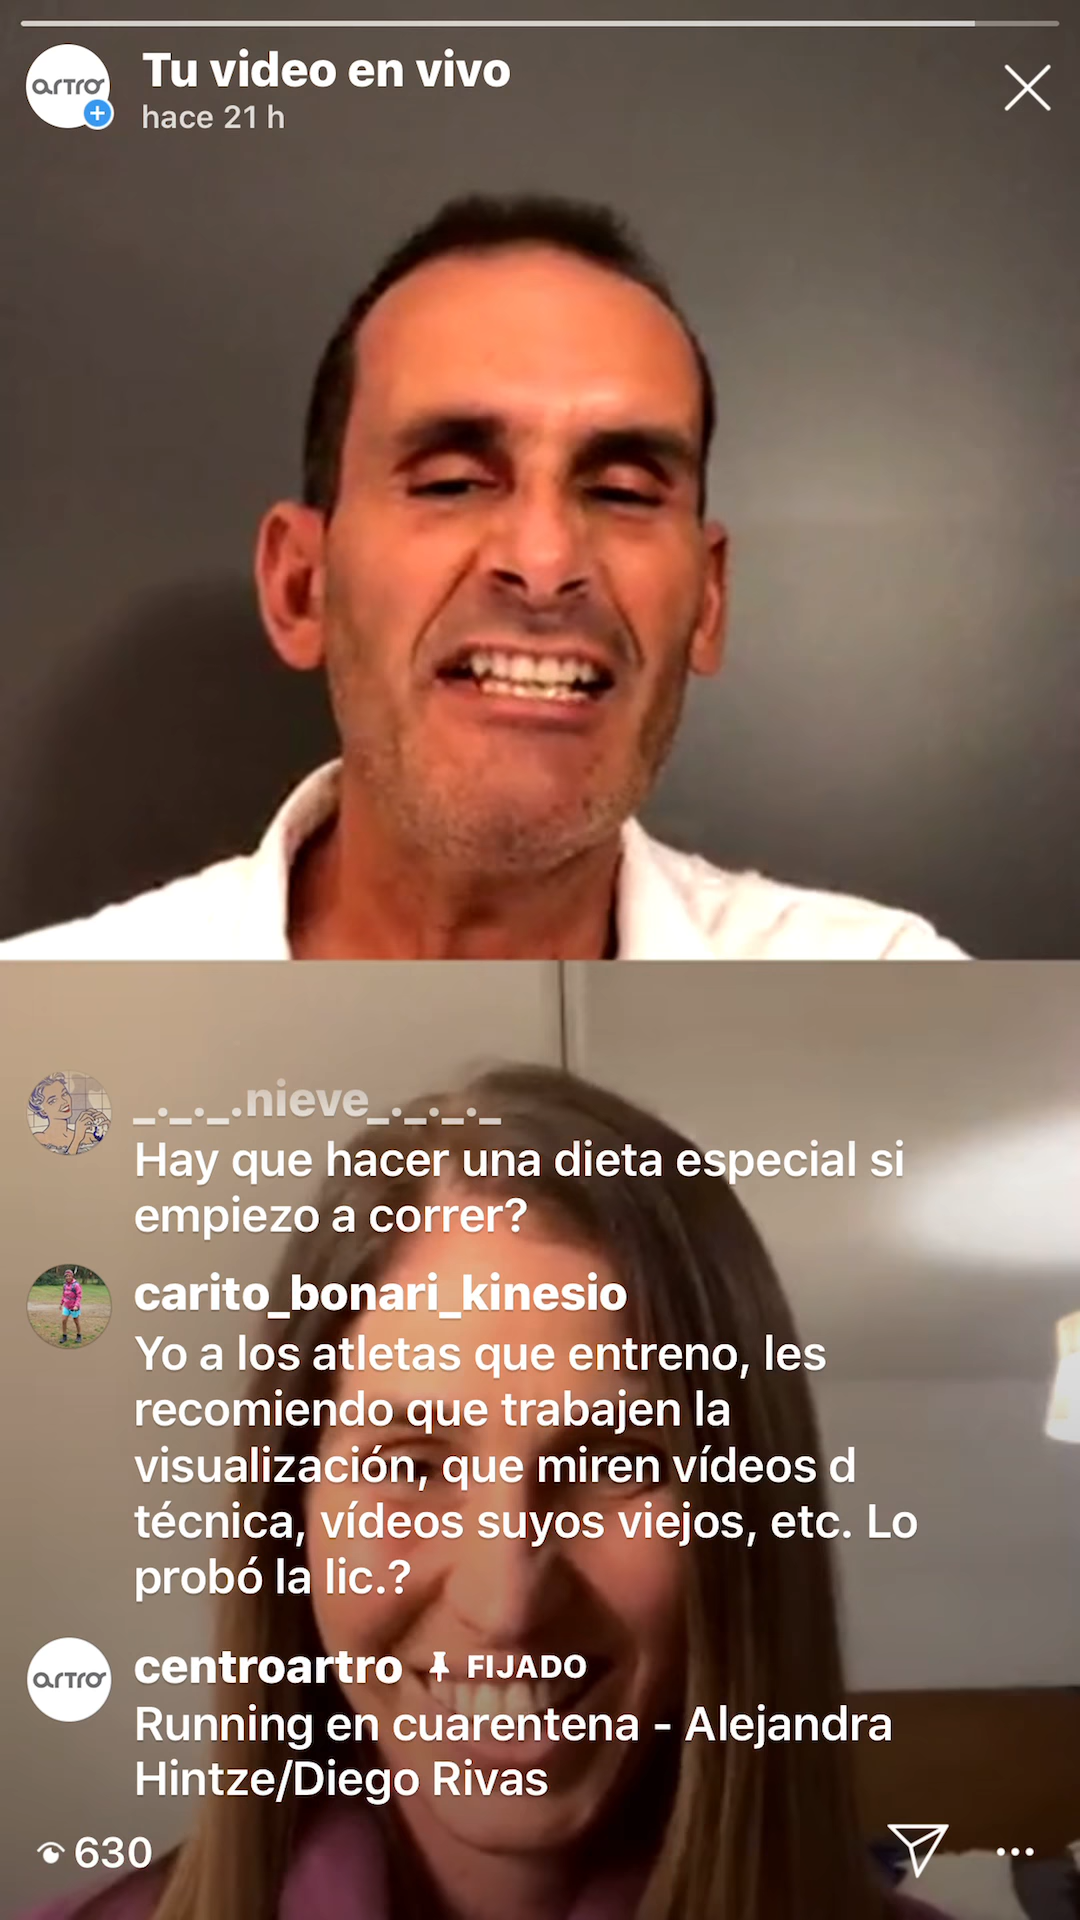 artro
Tu video en vivo
hace 21 h
_._._.nieve_._._._
Hay que hacer una dieta especial si
empiezo a correr?
carito_bonari_kinesio
Yo a los atletas que entreno, les
recomiendo que trabajen la
visualización, que miren vídeos d
técnica, vídeos suyos viejos, etc. Lo
probó la lic.?
artro
centroartro FIJADO
Running en cuarentena - Alejandra
Hintze/Diego Rivas
630